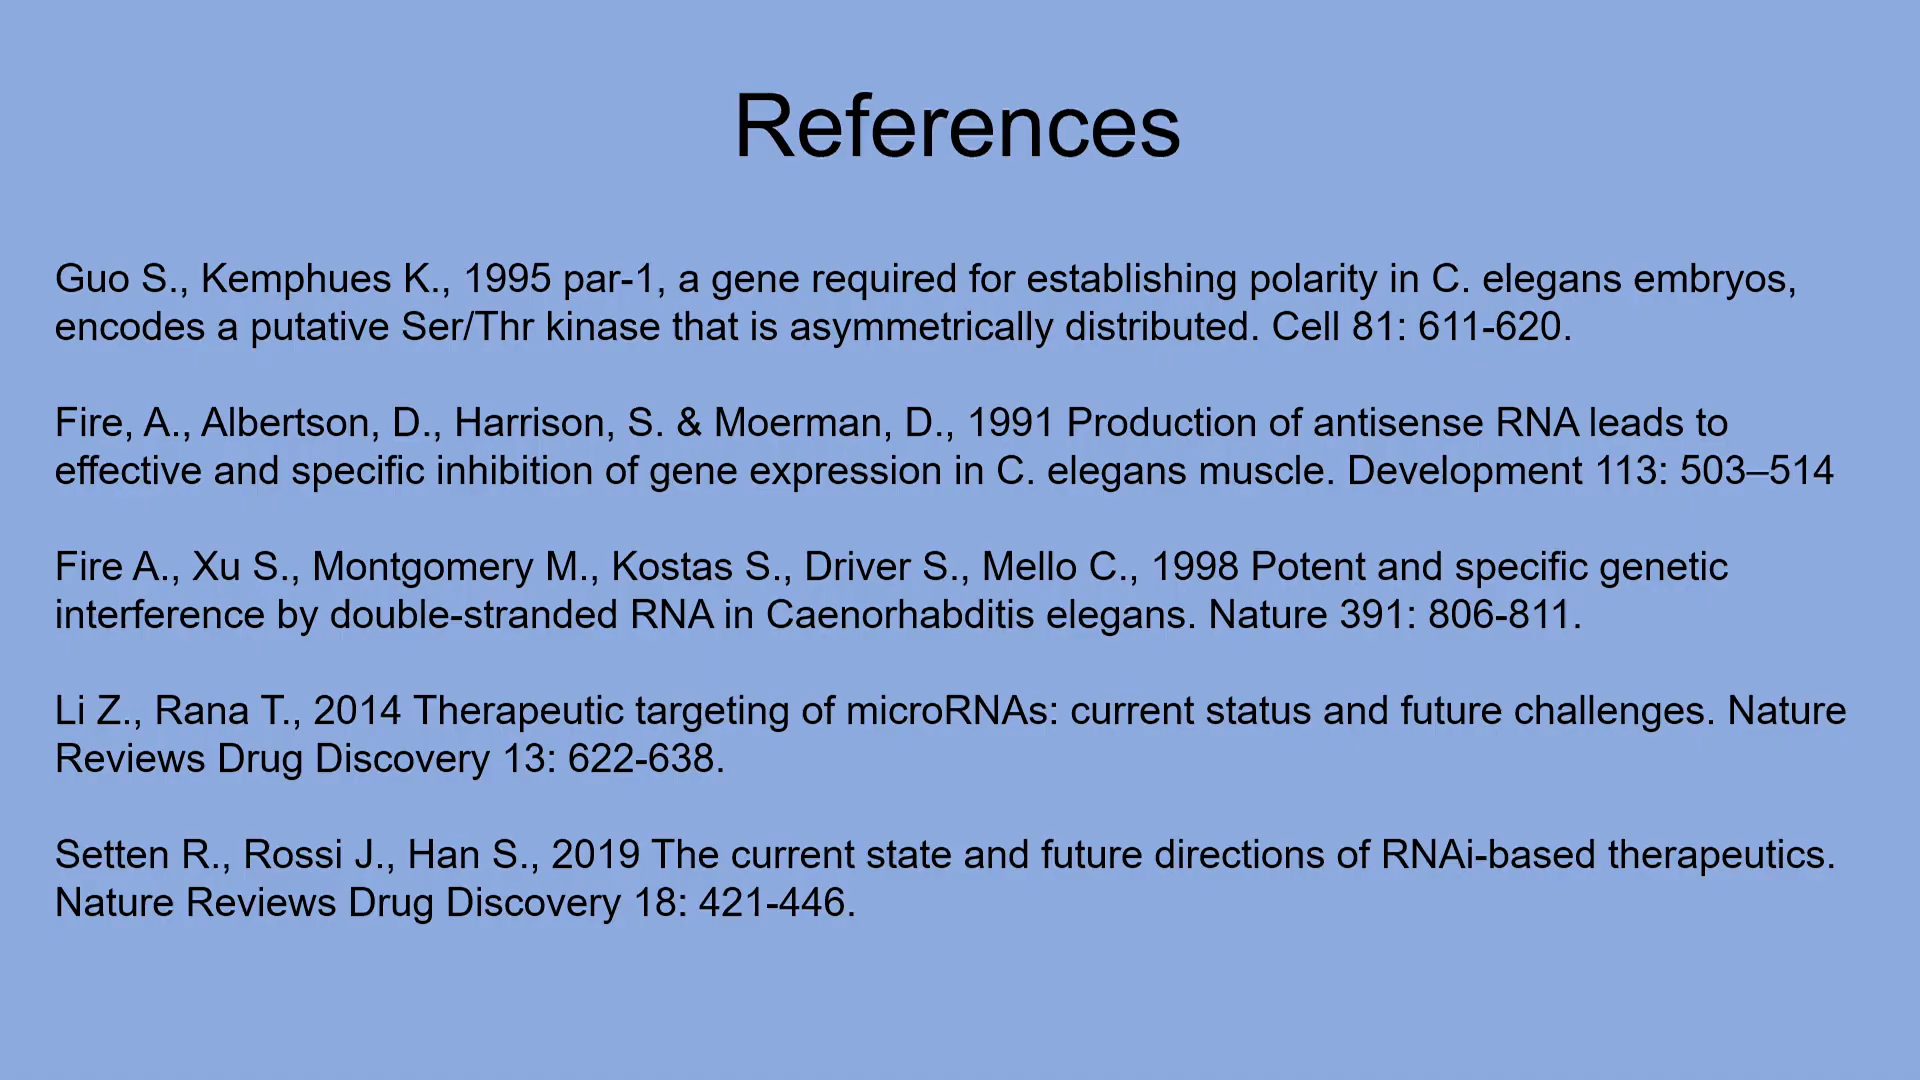 References
Guo S., Kemphues K., 1995 par-1, a gene required for establishing polarity in C. elegans embryos,
encodes a putative Ser/Thr kinase that is asymmetrically distributed. Cell 81: 611-620.
Fire, A., Albertson, D., Harrison, S. & Moerman, D., 1991 Production of antisense RNA leads to
effective and specific inhibition of gene expression in C. elegans muscle. Development 113: 503–514
Fire A., Xu S., Montgomery M., Kostas S., Driver S., Mello C., 1998 Potent and specific genetic
interference by double-stranded RNA in Caenorhabditis elegans. Nature 391: 806-811.
Li Z., Rana T., 2014 Therapeutic targeting of microRNAs: current status and future challenges. Nature
Reviews Drug Discovery 13: 622-638.
Setten R., Rossi J., Han S., 2019 The current state and future directions of RNAi-based therapeutics.
Nature Reviews Drug Discovery 18: 421-446.